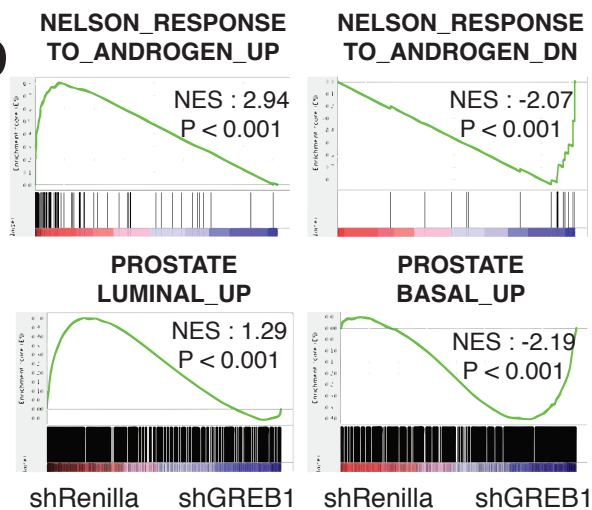 NELSON_RESPONSE
TO_ANDROGEN_UP
NES : 2.94
P < 0.001
NELSON_RESPONSE
TO_ANDROGEN_DN
NES : -2.07
P < 0.001
PROSTATE
LUMINAL_UP
NES : 1.29
P < 0.001
PROSTATE
BASAL_UP
NES : -2.19
P < 0.001
shRenilla shGREB1 shRenilla shGREB1